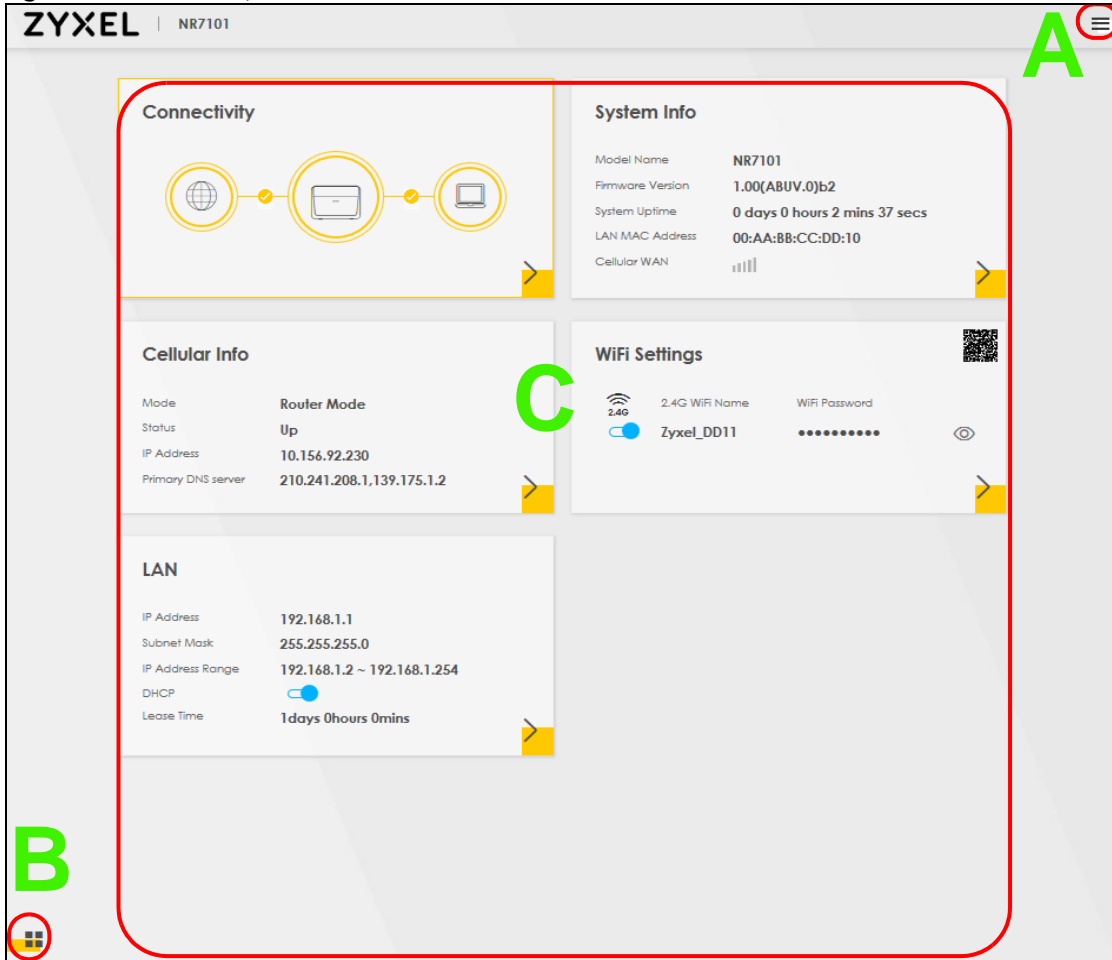 ZYXEL | NR7101
A
Connectivity
System Info
Model Name NR7101
Firmware Version 1.00(ABUV.0)b2
System Uptime 0 days 0 hours 2 mins 37 secs
LAN MAC Address 00:AA:BB:CC:DD:10
Cellular WAN
Cellular Info
Mode Router Mode
Status Up
IP Address 10.156.92.230
Primary DNS server 210.241.208.1,139.175.1.2
C
WiFi Settings
2.4G 2.4G WiFi Name WiFi Password
Zyxel_DD11 ••••••••••
LAN
IP Address 192.168.1.1
Subnet Mask 255.255.255.0
IP Address Range 192.168.1.2 ~ 192.168.1.254
DHCP
Lease Time 1days 0hours 0mins
B